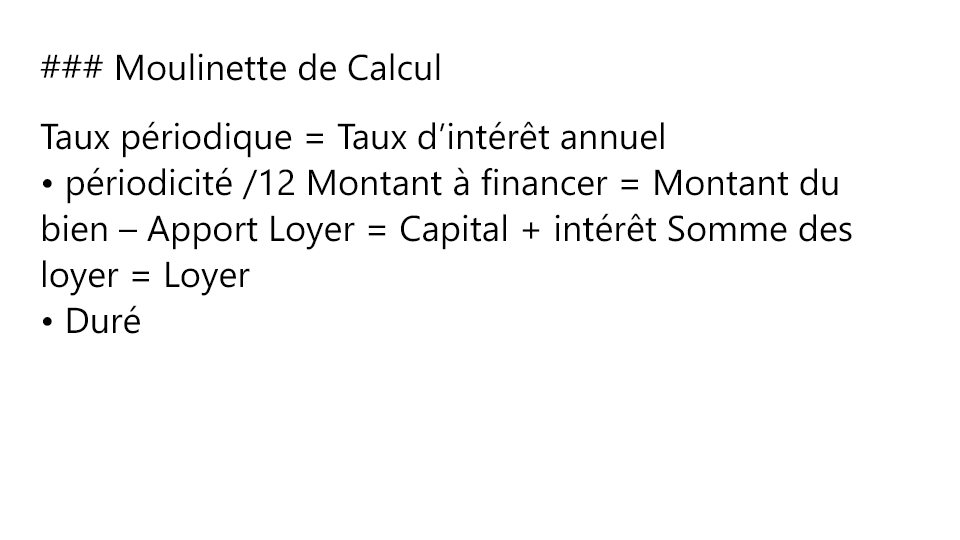 ### Moulinette de Calcul
Taux périodique = Taux d’intérêt annuel
• périodicité /12 Montant à financer = Montant du
bien – Apport Loyer = Capital + intérêt Somme des
loyer = Loyer
• Duré